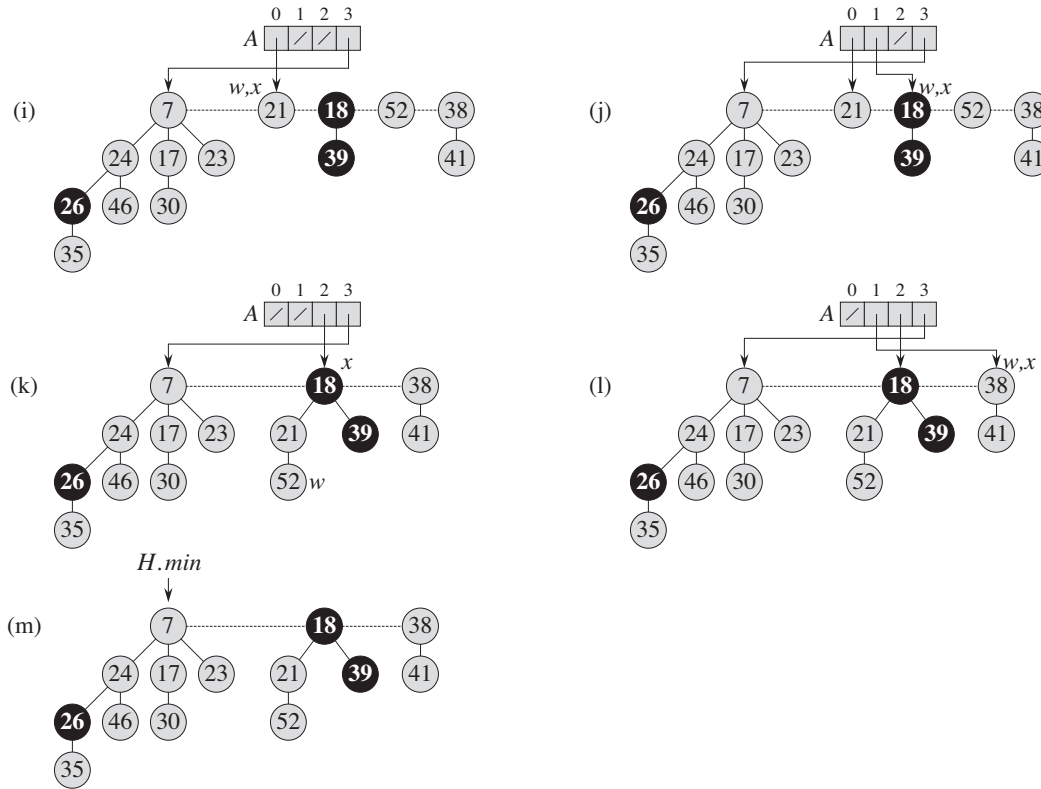 0 1 2 3
A
w,x
(i)
7 21 18 52 38
24 17 23 39 41
26 46 30
35
0 1 2 3
A
w,x
(j)
7 21 18 52 38
24 17 23 39 41
26 46 30
35
0 1 2 3
A
x
(k)
7 18 38
24 17 23 21 39 41
26 46 30 52 w
35
0 1 2 3
A
w,x
(l)
7 18 38
24 17 23 21 39 41
26 46 30 52
35
H.min
(m)
7 18 38
24 17 23 21 39 41
26 46 30 52
35